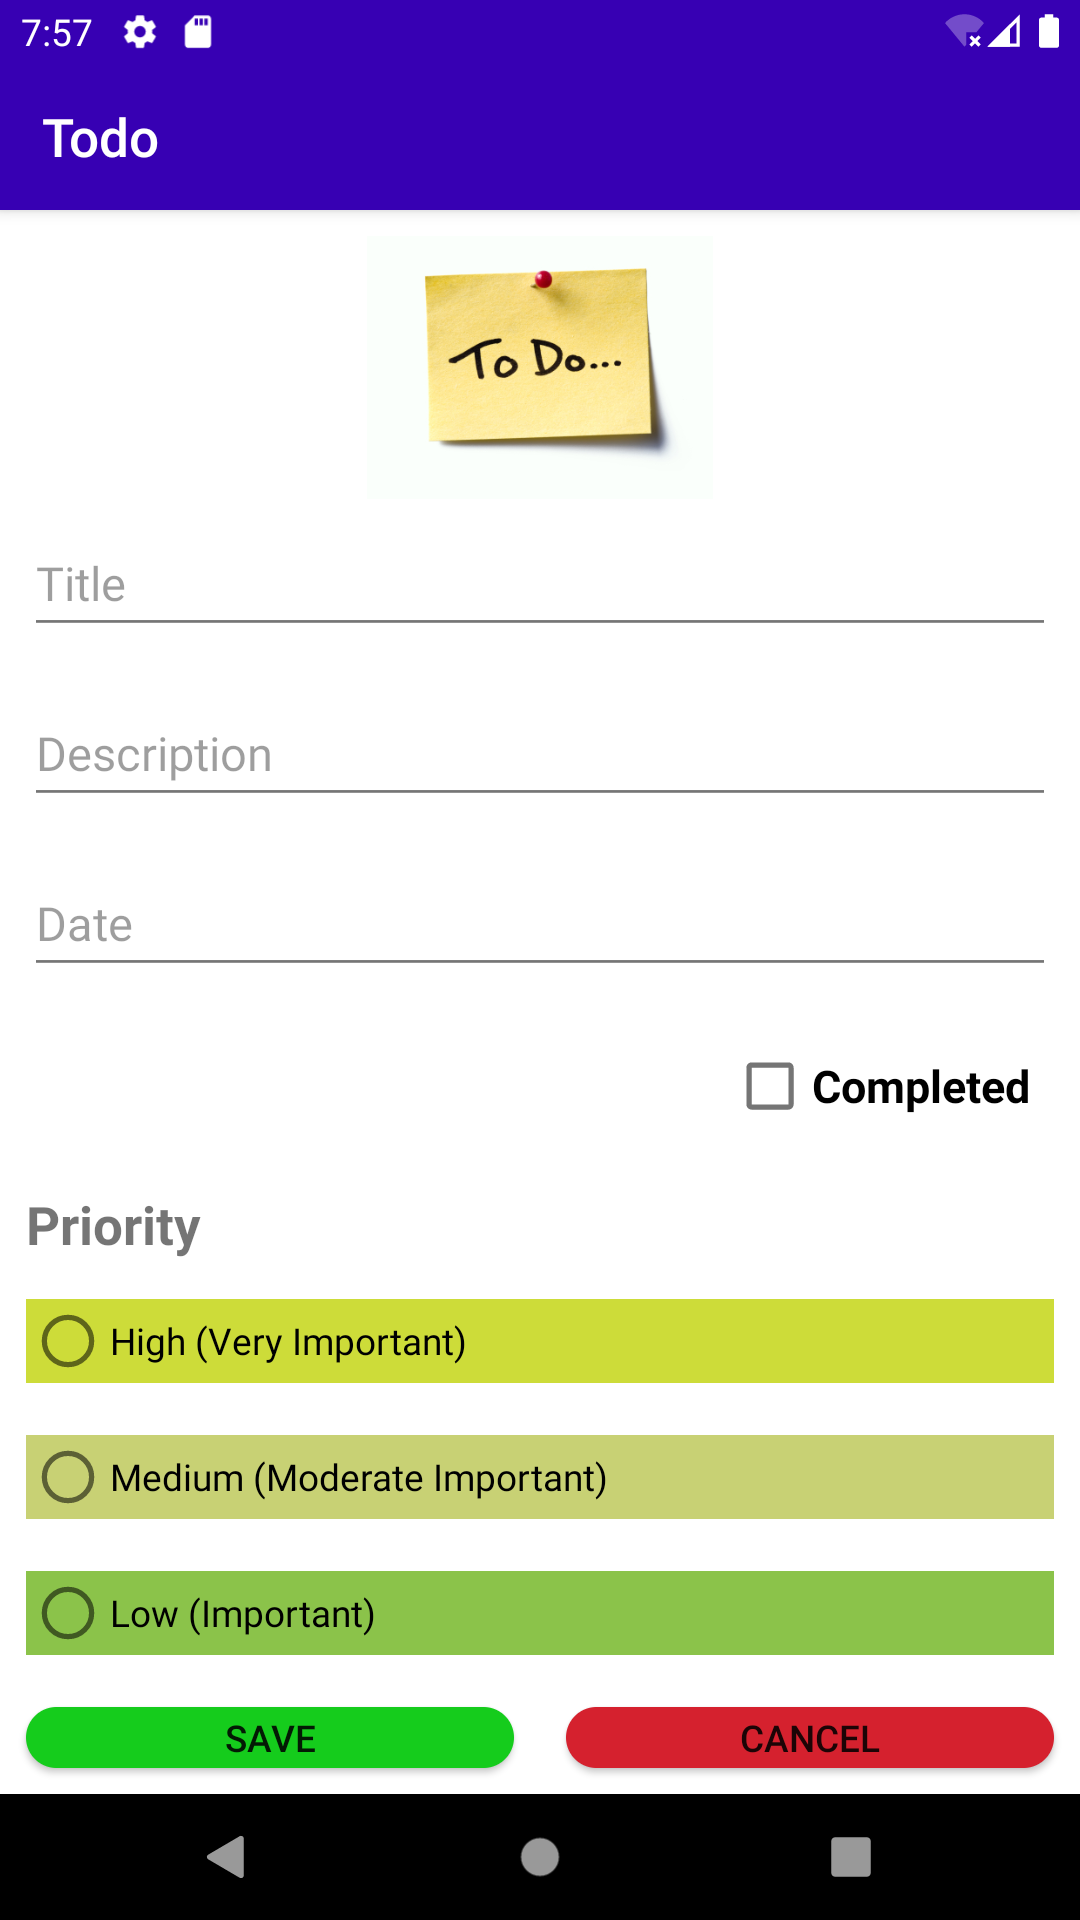 7:57
Todo
To Do...
Title
Description
Date
Completed
Priority
High (Very Important)
Medium (Moderate Important)
Low (Important)
SAVE
CANCEL